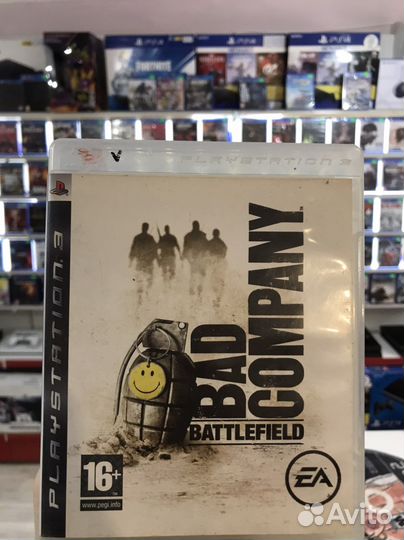 PLAYSTATION 3
PLAYSTATION 3
BAD
COMPANY
BATTLEFIELD
16+
www.pegi.info
EA
Avito